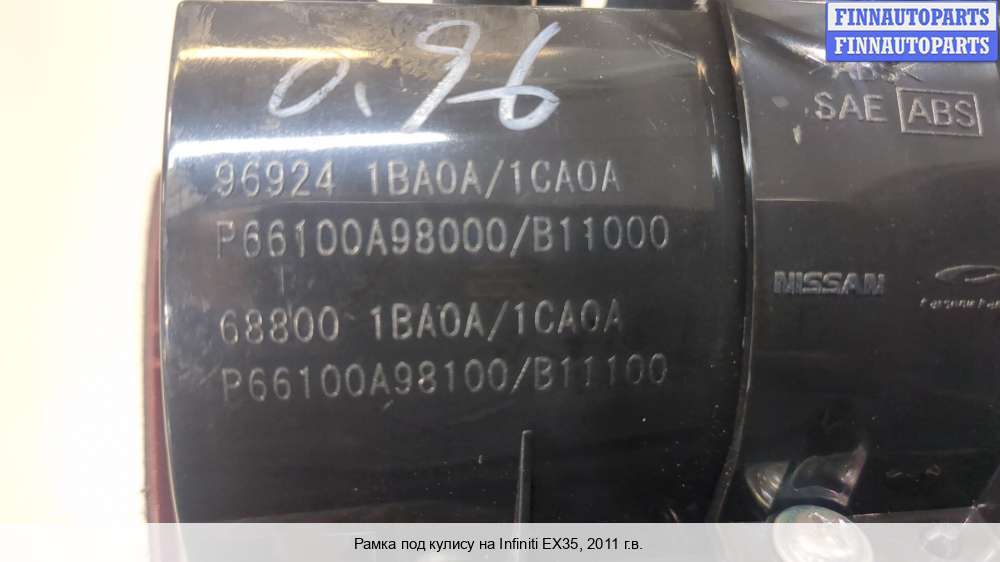 FINNAUTOPARTS
FINNAUTOPARTS
0.96
ABS
SAE ABS
96924 1BA0A/1CA0A
P66100A98000/B11000
NISSAN
68800 1BA0A/1CA0A
P66100A98100/B11100
Рамка под кулису на Infiniti EX35, 2011 г.в.